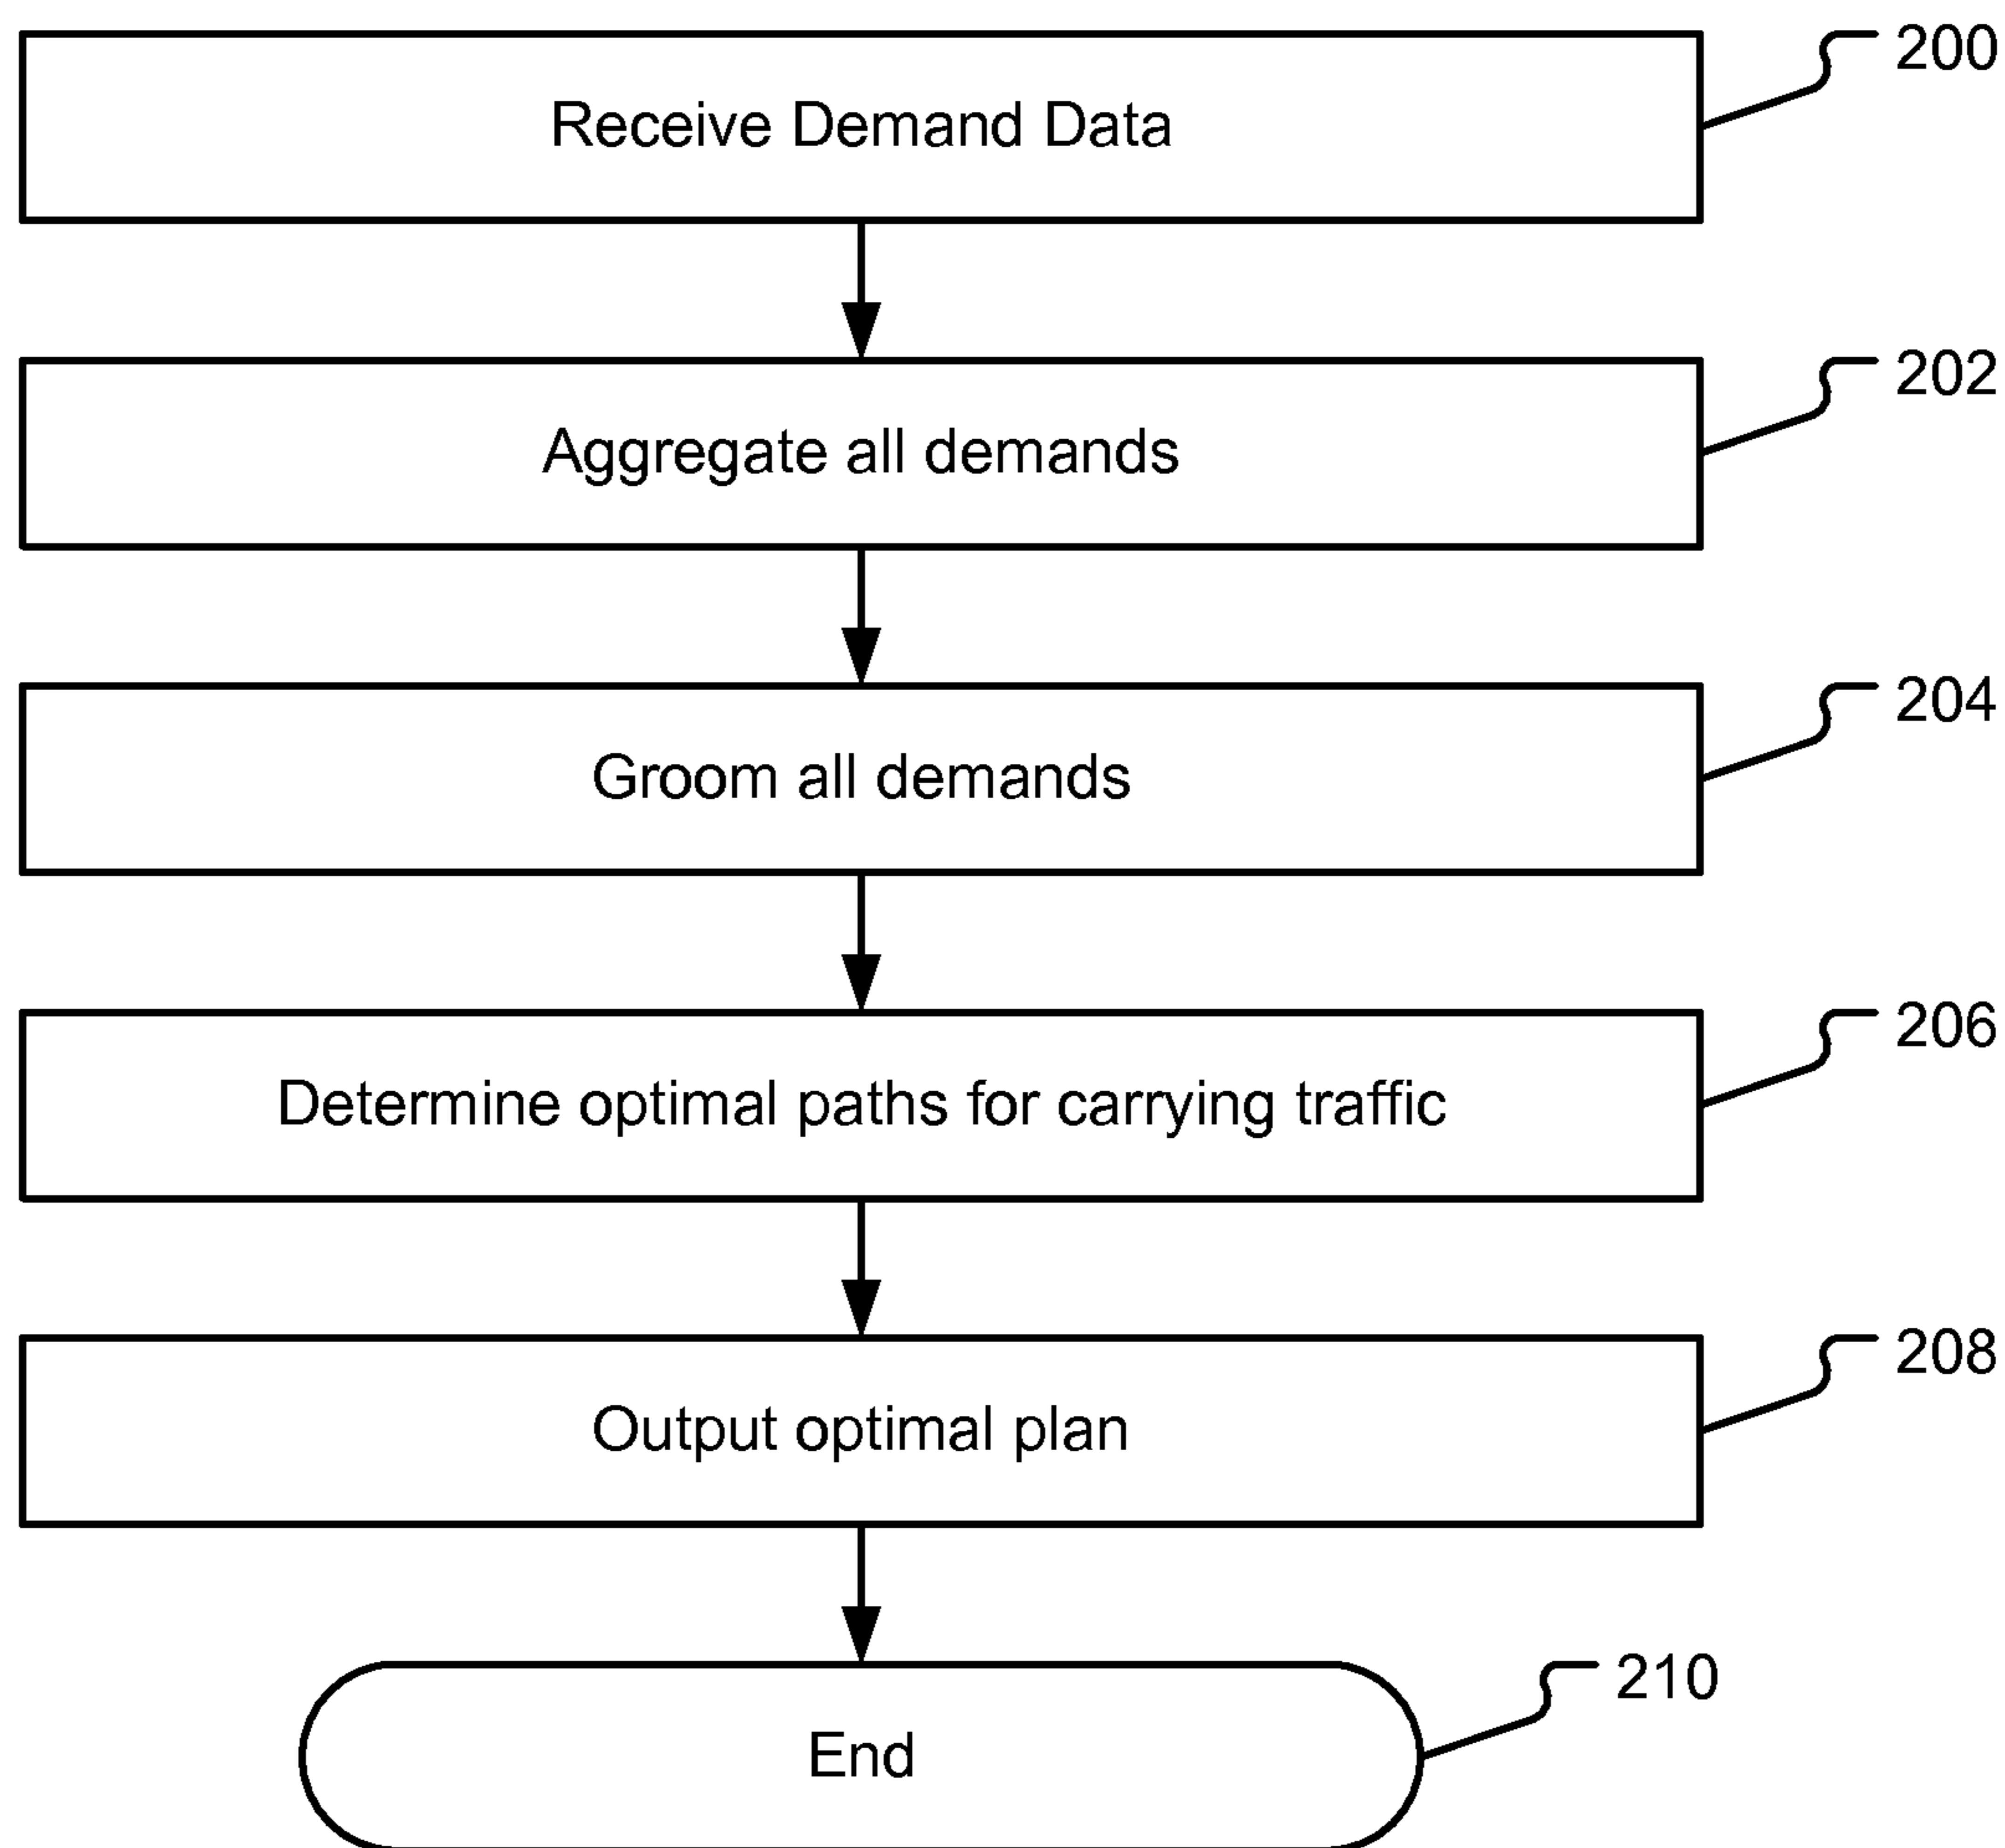 Receive Demand Data
200
Aggregate all demands
202
Groom all demands
204
Determine optimal paths for carrying traffic
206
Output optimal plan
208
End
210